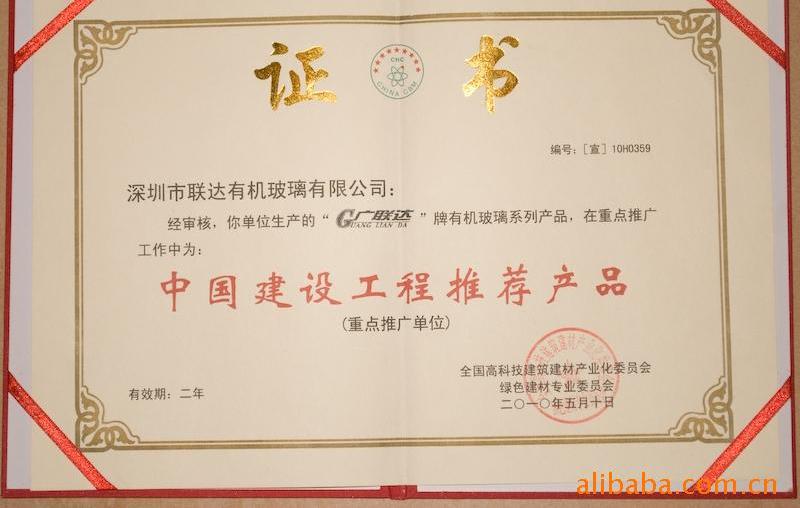 证 书
CHC
CHINA CBM
编号:［宣］10H0359
深圳市联达有机玻璃有限公司：
经审核，你单位生产的“广联达 GUANG LIAN DA”牌有机玻璃系列产品，在重点推广
工作中为：
中国建设工程推荐产品
(重点推广单位)
全国高科技建筑建材产业化委员会
绿色建材专业委员会
有效期：二年
二〇一〇年五月十日
alibaba.com.cn